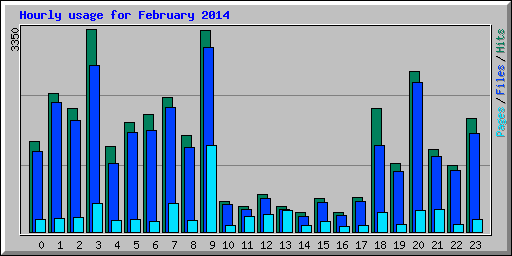 Hourly usage for February 2014
3350
Pages / Files / Hits
0 1 2 3 4 5 6 7 8 9 10 11 12 13 14 15 16 17 18 19 20 21 22 23